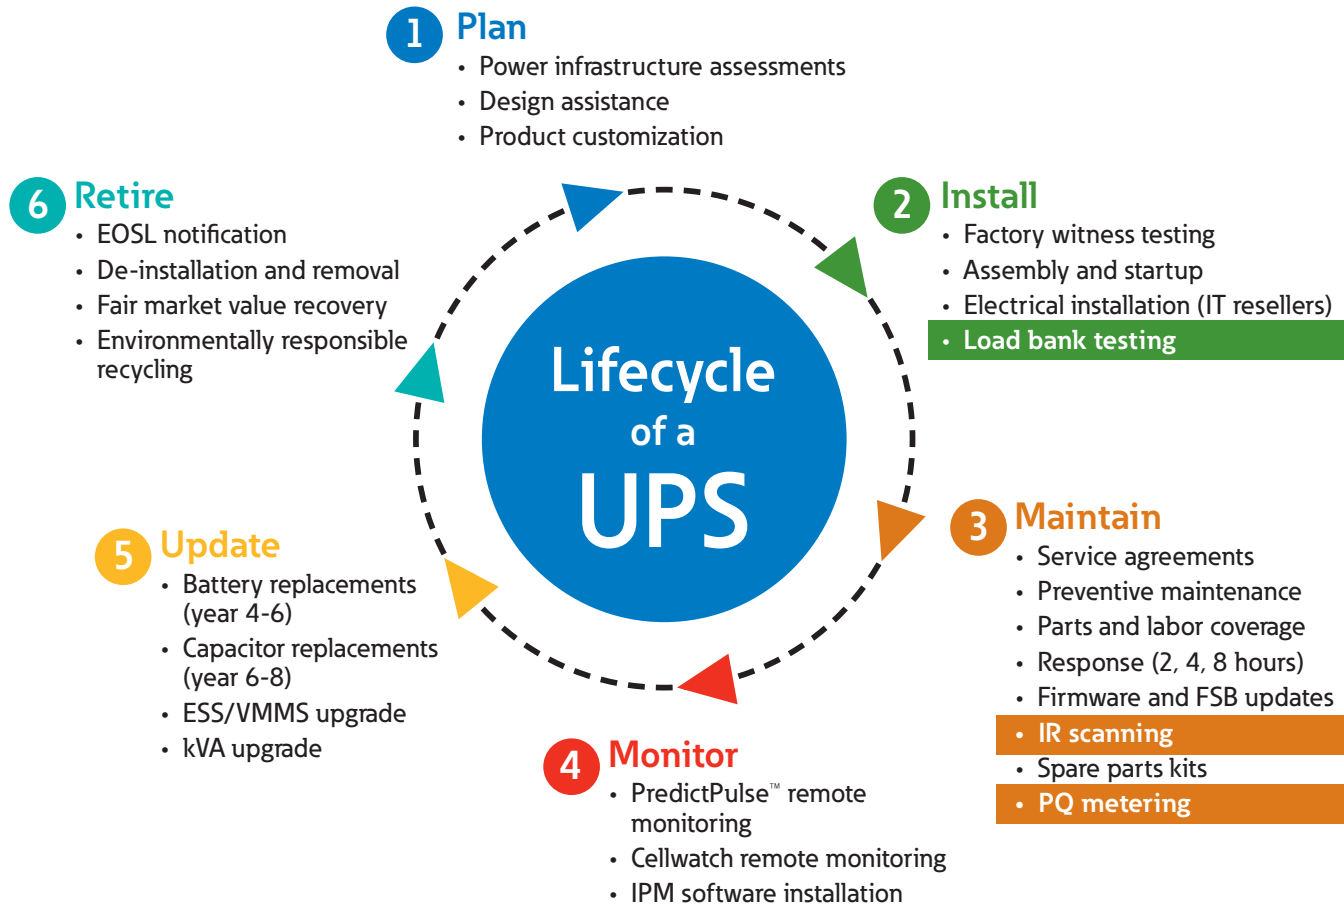 1 Plan
• Power infrastructure assessments
• Design assistance
• Product customization
2 Install
• Factory witness testing
• Assembly and startup
• Electrical installation (IT resellers)
• Load bank testing
3 Maintain
• Service agreements
• Preventive maintenance
• Parts and labor coverage
• Response (2, 4, 8 hours)
• Firmware and FSB updates
• IR scanning
• Spare parts kits
• PQ metering
4 Monitor
• PredictPulse™ remote
monitoring
• Cellwatch remote monitoring
• IPM software installation
5 Update
• Battery replacements
(year 4-6)
• Capacitor replacements
(year 6-8)
• ESS/VMMS upgrade
• kVA upgrade
6 Retire
• EOSL notification
• De-installation and removal
• Fair market value recovery
• Environmentally responsible
recycling
Lifecycle
of a
UPS